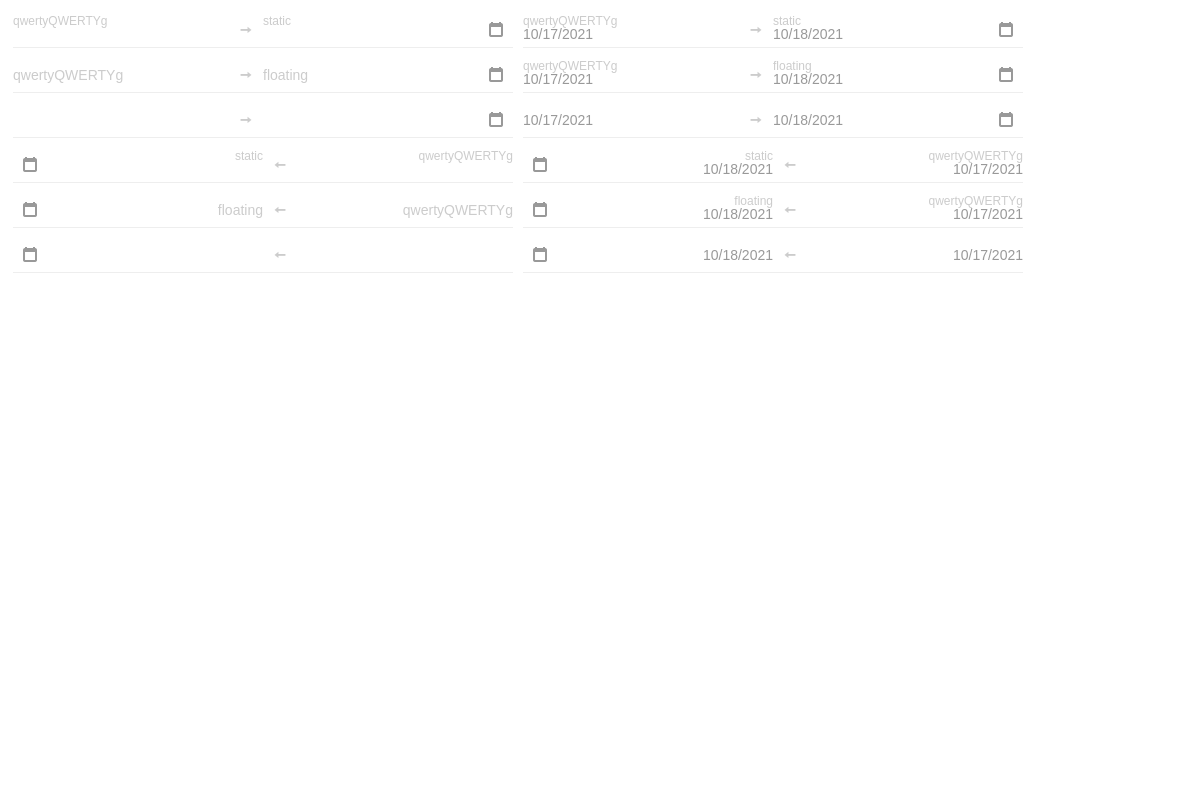 qwertyQWERTYg → static qwertyQWERTYg → static
10/17/2021 10/18/2021
qwertyQWERTYg → floating qwertyQWERTYg → floating
10/17/2021 10/18/2021
→ 10/17/2021 → 10/18/2021
static ← qwertyQWERTYg static ← qwertyQWERTYg
10/18/2021 10/17/2021
floating ← qwertyQWERTYg floating ← qwertyQWERTYg
10/18/2021 10/17/2021
← 10/18/2021 ← 10/17/2021